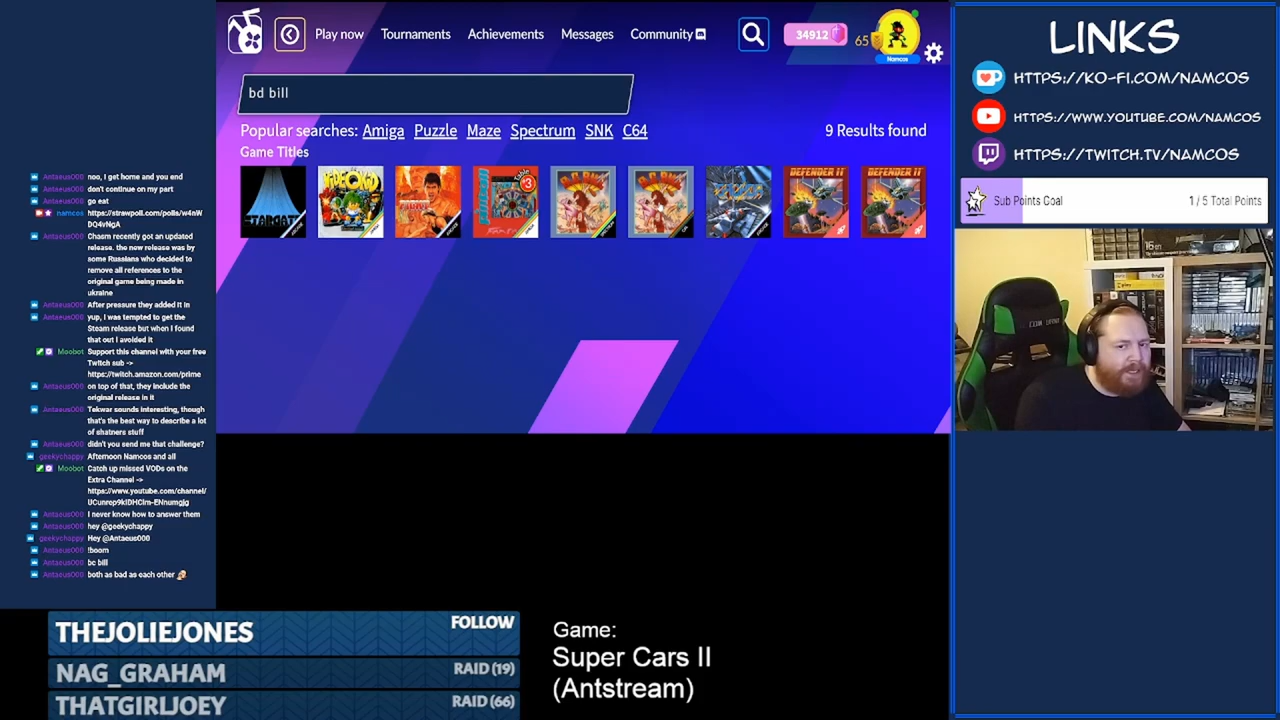 Play now
Tournaments
Achievements
Messages
Community
34912
65
Namcos
bd bill
Popular searches: Amiga Puzzle Maze Spectrum SNK C64
9 Results found
Game Titles
STARGATE
DEFENDER II
DEFENDER II
Antaeus000 noo, I get home and you end
Antaeus000 don't continue on my part
Antaeus000 go eat
namcos https://strawpoll.com/polls/w4nW
DQ4vNgA
Antaeus000 Chasm recently got an updated
release. the new release was by
some Russians who decided to
remove all references to the
original game being made in
ukraine
Antaeus000 After pressure they added it in
Antaeus000 yup, I was tempted to get the
Steam release but when I found
that out I avoided it
Moobot Support this channel with your free
Twitch sub ->
https://twitch.amazon.com/prime
Antaeus000 on top of that, they include the
original release in it
Antaeus000 Tekwar sounds interesting, though
that's the best way to describe a lot
of shatners stuff
Antaeus000 didn't you send me that challenge?
geekychappy Afternoon Namcos and all
Moobot Catch up missed VODs on the
Extra Channel ->
https://www.youtube.com/channel/
Antaeus000 I never know how to answer them
Antaeus000 hey @geekychappy
geekychappy Hey @Antaeus000
Antaeus000 !boom
Antaeus000 bc bill
Antaeus000 both as bad as each other
LINKS
HTTPS://KO-FI.COM/NAMCOS
HTTPS://WWW.YOUTUBE.COM/NAMCOS
HTTPS://TWITCH.TV/NAMCOS
Sub Points Goal
1 / 5 Total Points
THEJOLIEJONES FOLLOW
NAG_GRAHAM RAID (19)
THATGIRLJOEY RAID (66)
Game:
Super Cars II
(Antstream)